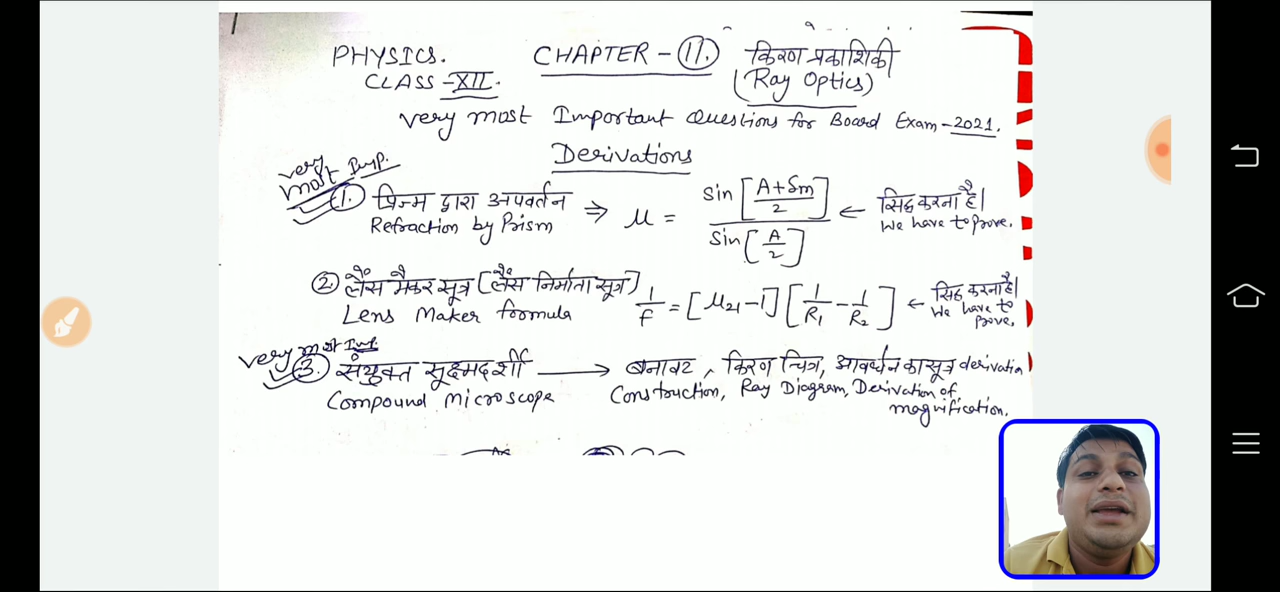 PHYSICS. CHAPTER - 11. किरण प्रकाशिकी
CLASS - XII. (Ray Optics)
very most Important Questions for Board Exam - 2021.
Derivations
very most Imp.
1. प्रिज्म द्वारा अपवर्तन ⇒ μ = sin[(A+δm)/2] / sin[A/2] ← सिद्ध करना है।
Refraction by Prism We have to prove.
2. लैंस मैकर सूत्र [लैंस निर्माता सूत्र] 1/F = [μ21 - 1] [1/R1 - 1/R2] ← सिद्ध करना है।
Lens Maker formula We have to prove.
very most Imp
3. संयुक्त सूक्ष्मदर्शी → बनावट, किरण चित्र, आवर्धन का सूत्र derivation
Compound Microscope Construction, Ray Diagram, Derivation of magnification.